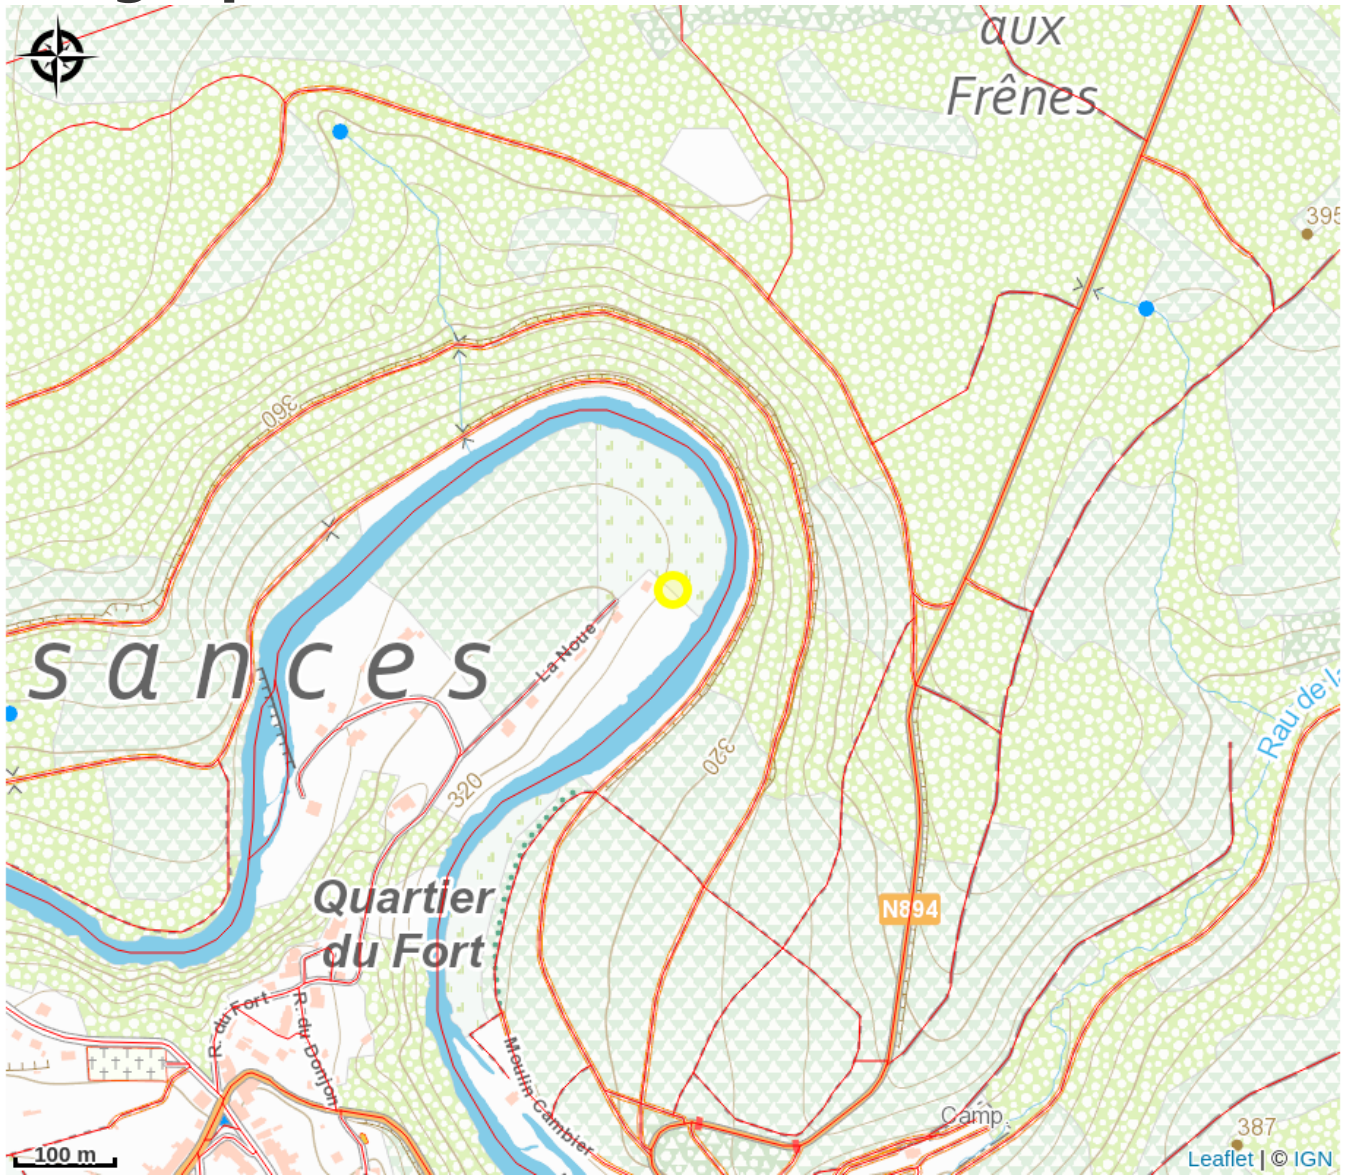 aux
Frênes
395
360
La Noue
s a n c e s
320
320
Rau de la
Quartier
du Fort
N894
R. du Fort
R. du Donjon
Moulin Cambier
Camp.
387
100 m
Leaflet | © IGN